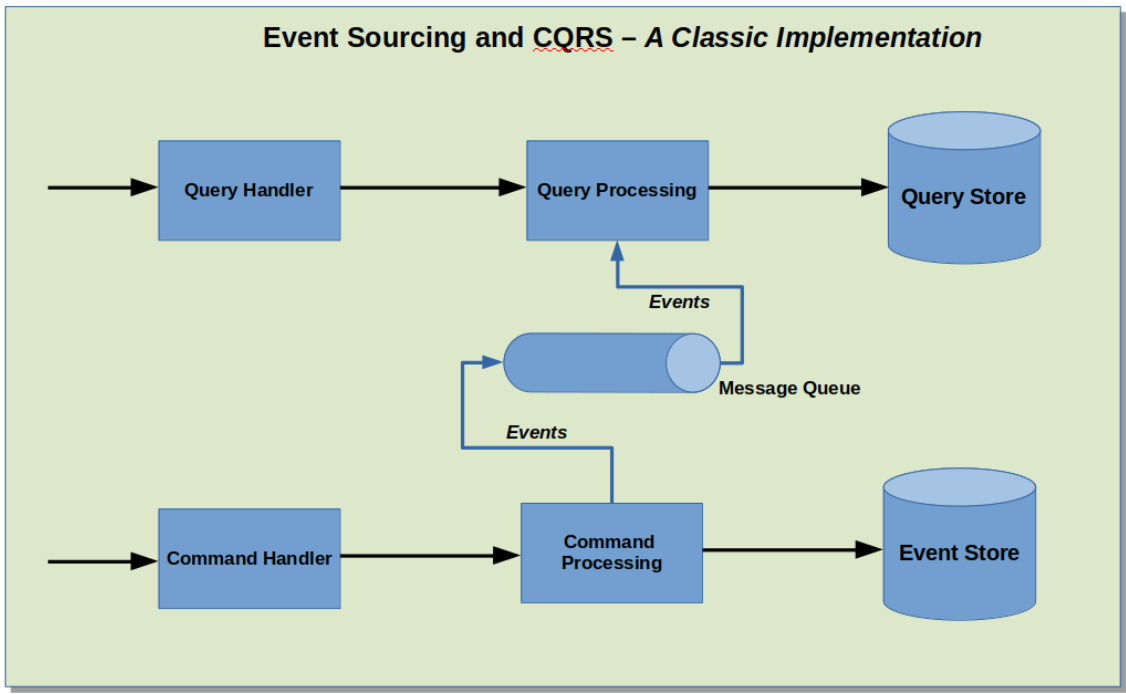 Event Sourcing and CQRS – A Classic Implementation
Query Handler
Query Processing
Query Store
Events
Message Queue
Events
Command Handler
Command
Processing
Event Store